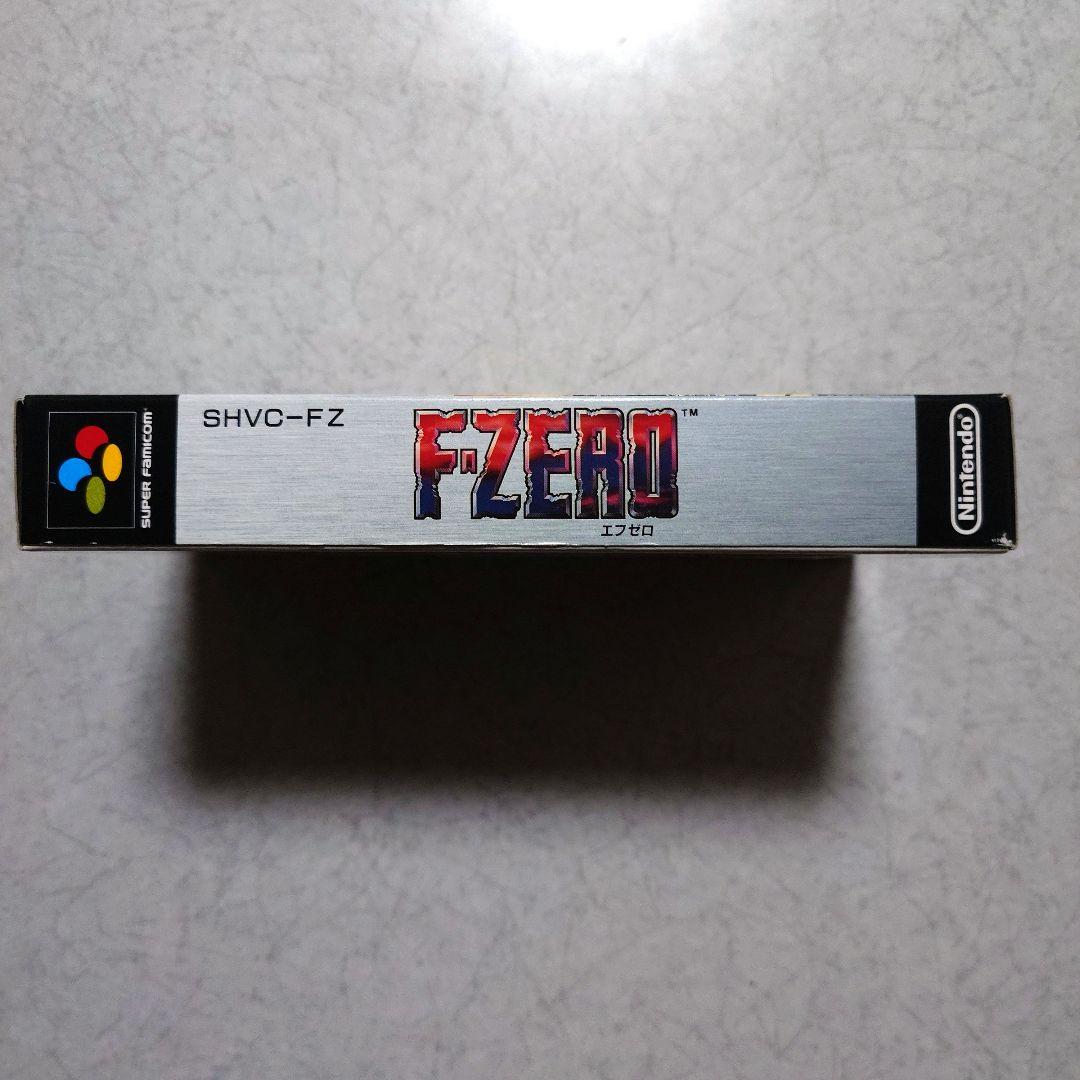 SUPER FAMICOM
SHVC-FZ
F-ZERO™
エフゼロ
Nintendo